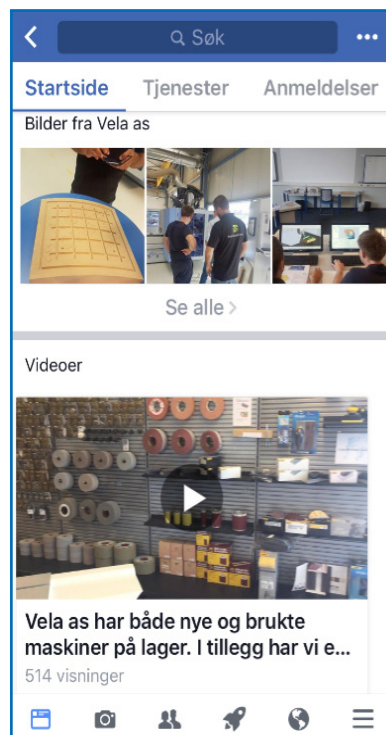 Søk
Startside Tjenester Anmeldelser
Bilder fra Vela as
Se alle >
Videoer
Vela as har både nye og brukte
maskiner på lager. I tillegg har vi e...
514 visninger